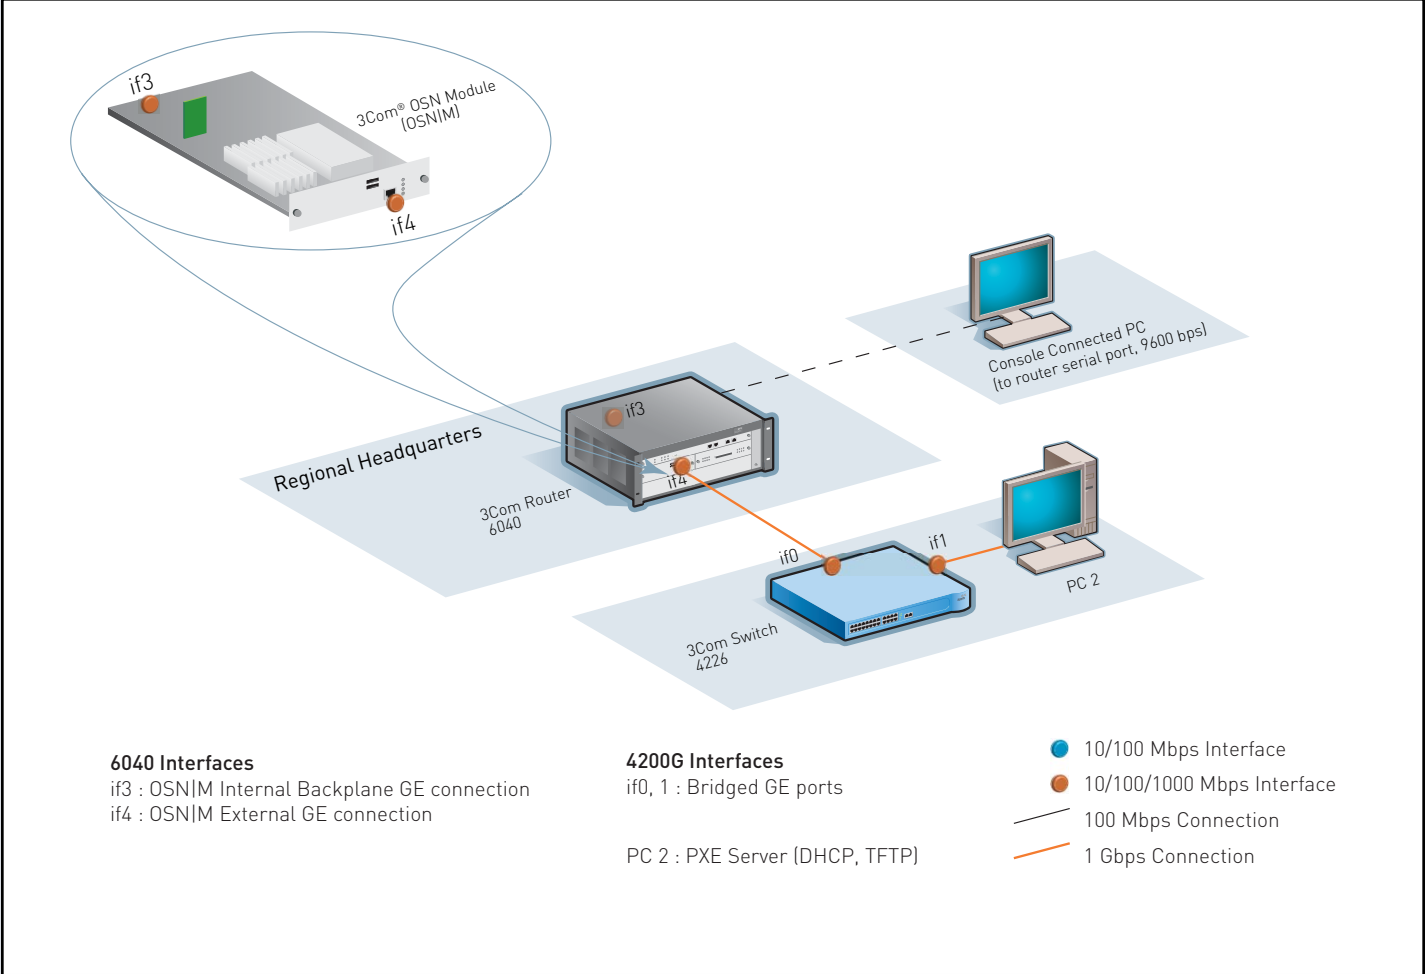 if3
3Com® OSN Module
(OSN|M)
if4
Console Connected PC
(to router serial port, 9600 bps)
Regional Headquarters
if3
if4
3Com Router
6040
if0
if1
PC 2
3Com Switch
4226
6040 Interfaces
if3 : OSN|M Internal Backplane GE connection
if4 : OSN|M External GE connection
4200G Interfaces
if0, 1 : Bridged GE ports
PC 2 : PXE Server (DHCP, TFTP)
10/100 Mbps Interface
10/100/1000 Mbps Interface
100 Mbps Connection
1 Gbps Connection